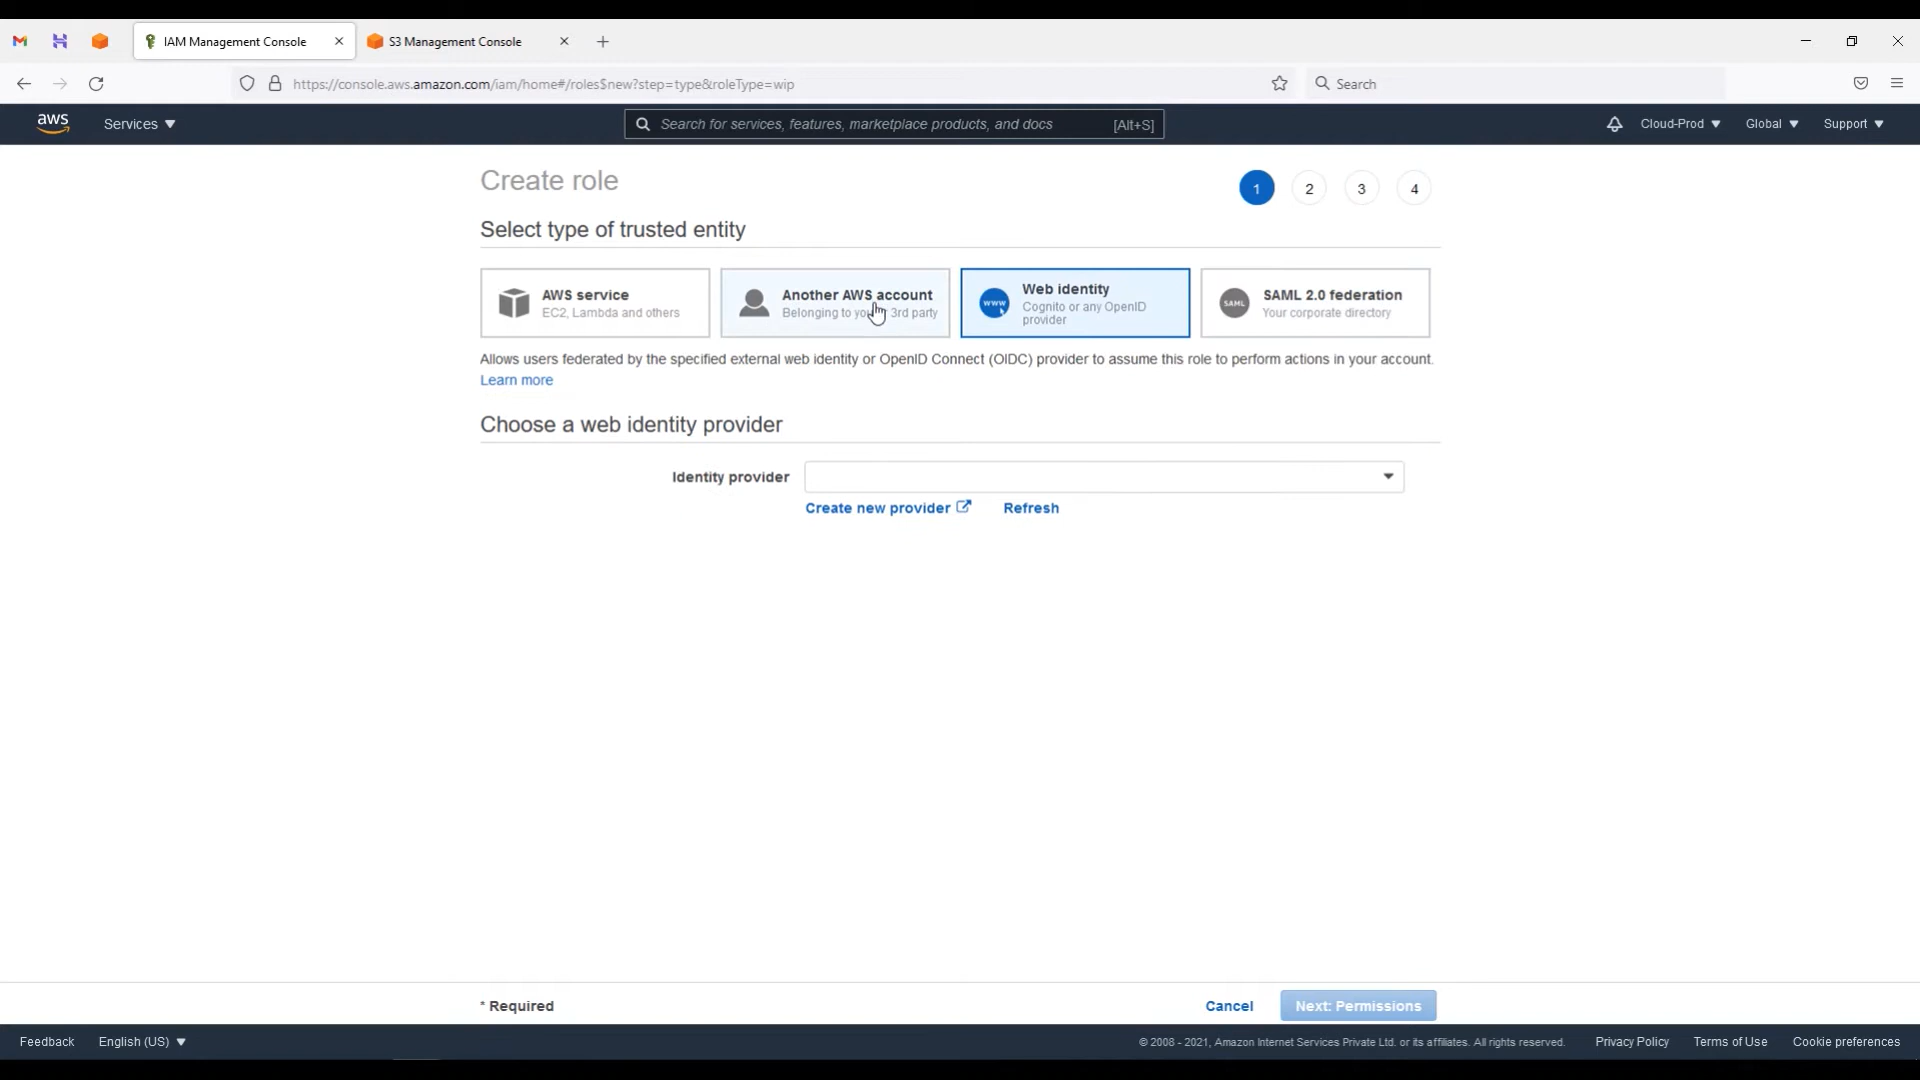 IAM Management Console
S3 Management Console
https://console.aws.amazon.com/iam/home#/roles$new?step=type&roleType=wip
Search
aws
Services
Search for services, features, marketplace products, and docs
[Alt+S]
Cloud-Prod
Global
Support
Create role
1
2
3
4
Select type of trusted entity
AWS service
EC2, Lambda and others
Another AWS account
Belonging to you 3rd party
WWW
Web identity
Cognito or any OpenID
provider
SAML
SAML 2.0 federation
Your corporate directory
Allows users federated by the specified external web identity or OpenID Connect (OIDC) provider to assume this role to perform actions in your account.
Learn more
Choose a web identity provider
Identity provider
Create new provider
Refresh
* Required
Cancel
Next: Permissions
Feedback
English (US)
© 2008 - 2021, Amazon Internet Services Private Ltd. or its affiliates. All rights reserved.
Privacy Policy
Terms of Use
Cookie preferences